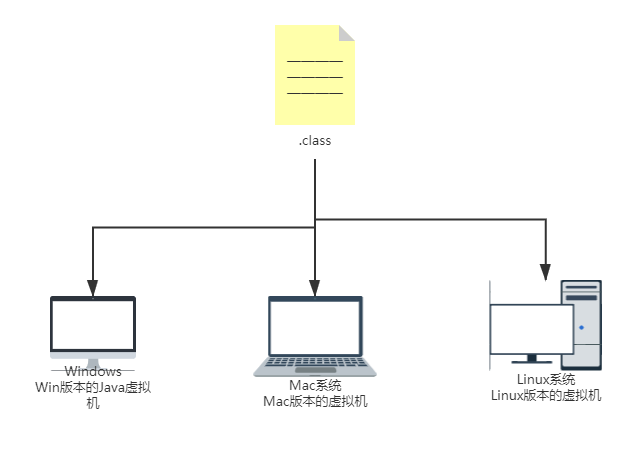 .class
Windows
Win版本的Java虚拟
机
Mac系统
Mac版本的虚拟机
Linux系统
Linux版本的虚拟机